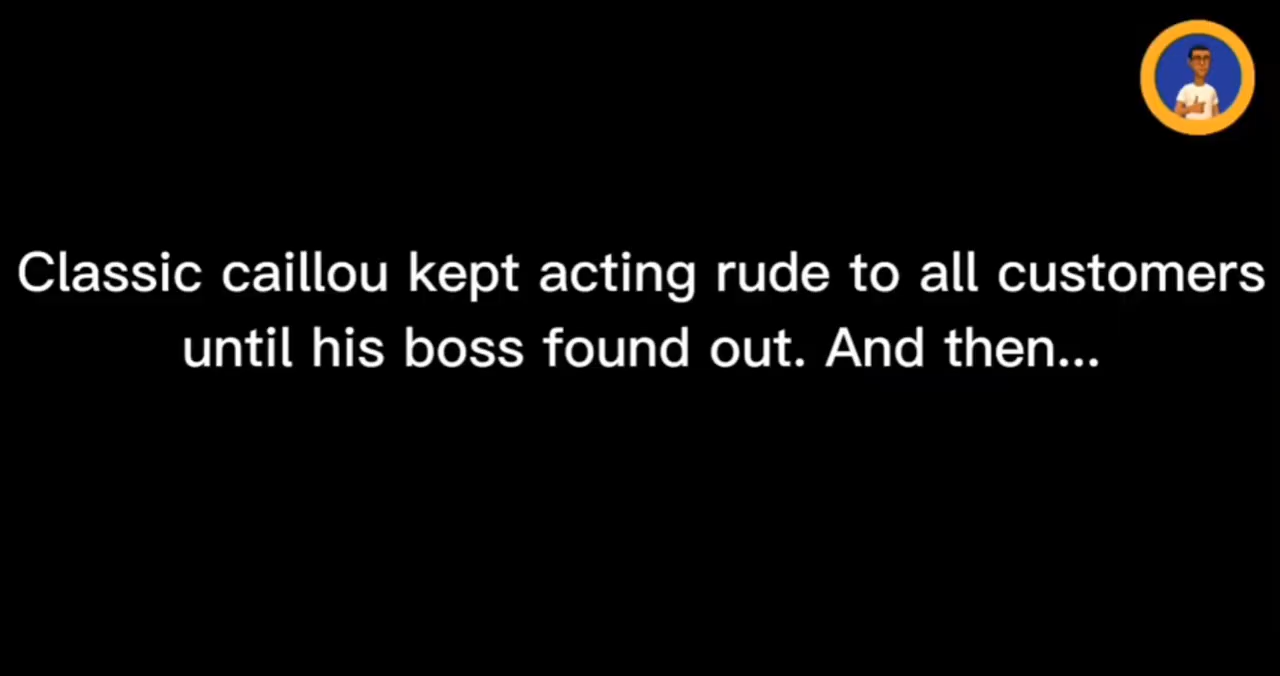 Classic caillou kept acting rude to all customers
until his boss found out. And then...